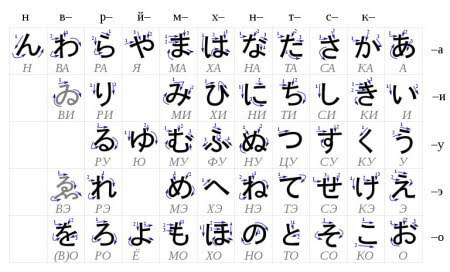 н в– р– й– м– х– н– т– с– к–
ん わ ら や ま は な た さ か あ –а
Н ВА РА Я МА ХА НА ТА СА КА А
ゐ り み ひ に ち し き い –и
ВИ РИ МИ ХИ НИ ТИ СИ КИ И
る ゆ む ふ ぬ つ す く う –у
РУ Ю МУ ФУ НУ ЦУ СУ КУ У
ゑ れ め へ ね て せ け え –э
ВЭ РЭ МЭ ХЭ НЭ ТЭ СЭ КЭ Э
を ろ よ も ほ の と そ こ お –о
(В)О РО Ё МО ХО НО ТО СО КО О